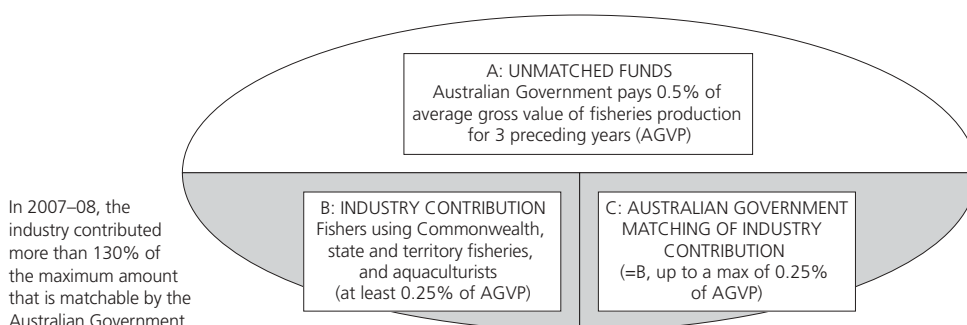 A: UNMATCHED FUNDS
Australian Government pays 0.5% of
average gross value of fisheries production
for 3 preceding years (AGVP)
In 2007–08, the
industry contributed
more than 130% of
the maximum amount
that is matchable by the
Australian Government
B: INDUSTRY CONTRIBUTION
Fishers using Commonwealth,
state and territory fisheries,
and aquaculturists
(at least 0.25% of AGVP)
C: AUSTRALIAN GOVERNMENT
MATCHING OF INDUSTRY
CONTRIBUTION
(=B, up to a max of 0.25%
of AGVP)